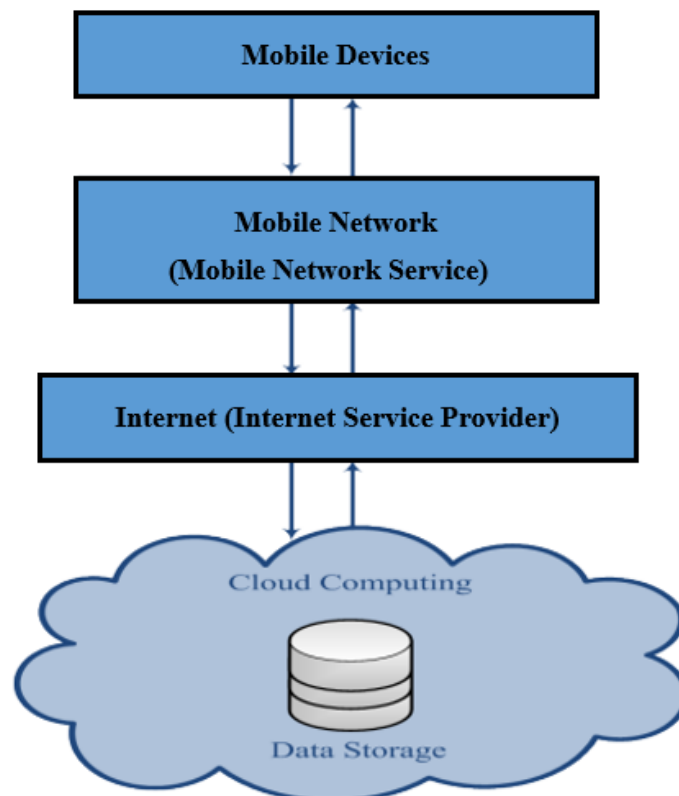 Mobile Devices
Mobile Network
(Mobile Network Service)
Internet (Internet Service Provider)
Cloud Computing
Data Storage